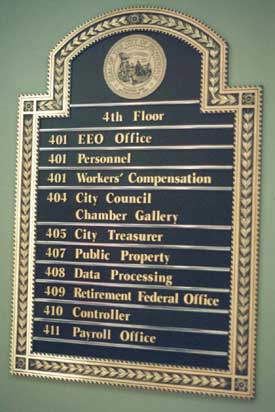 4th Floor
401 EEO Office
401 Personnel
401 Workers' Compensation
404 City Council
Chamber Gallery
405 City Treasurer
407 Public Property
408 Data Processing
409 Retirement Federal Office
410 Controller
411 Payroll Office